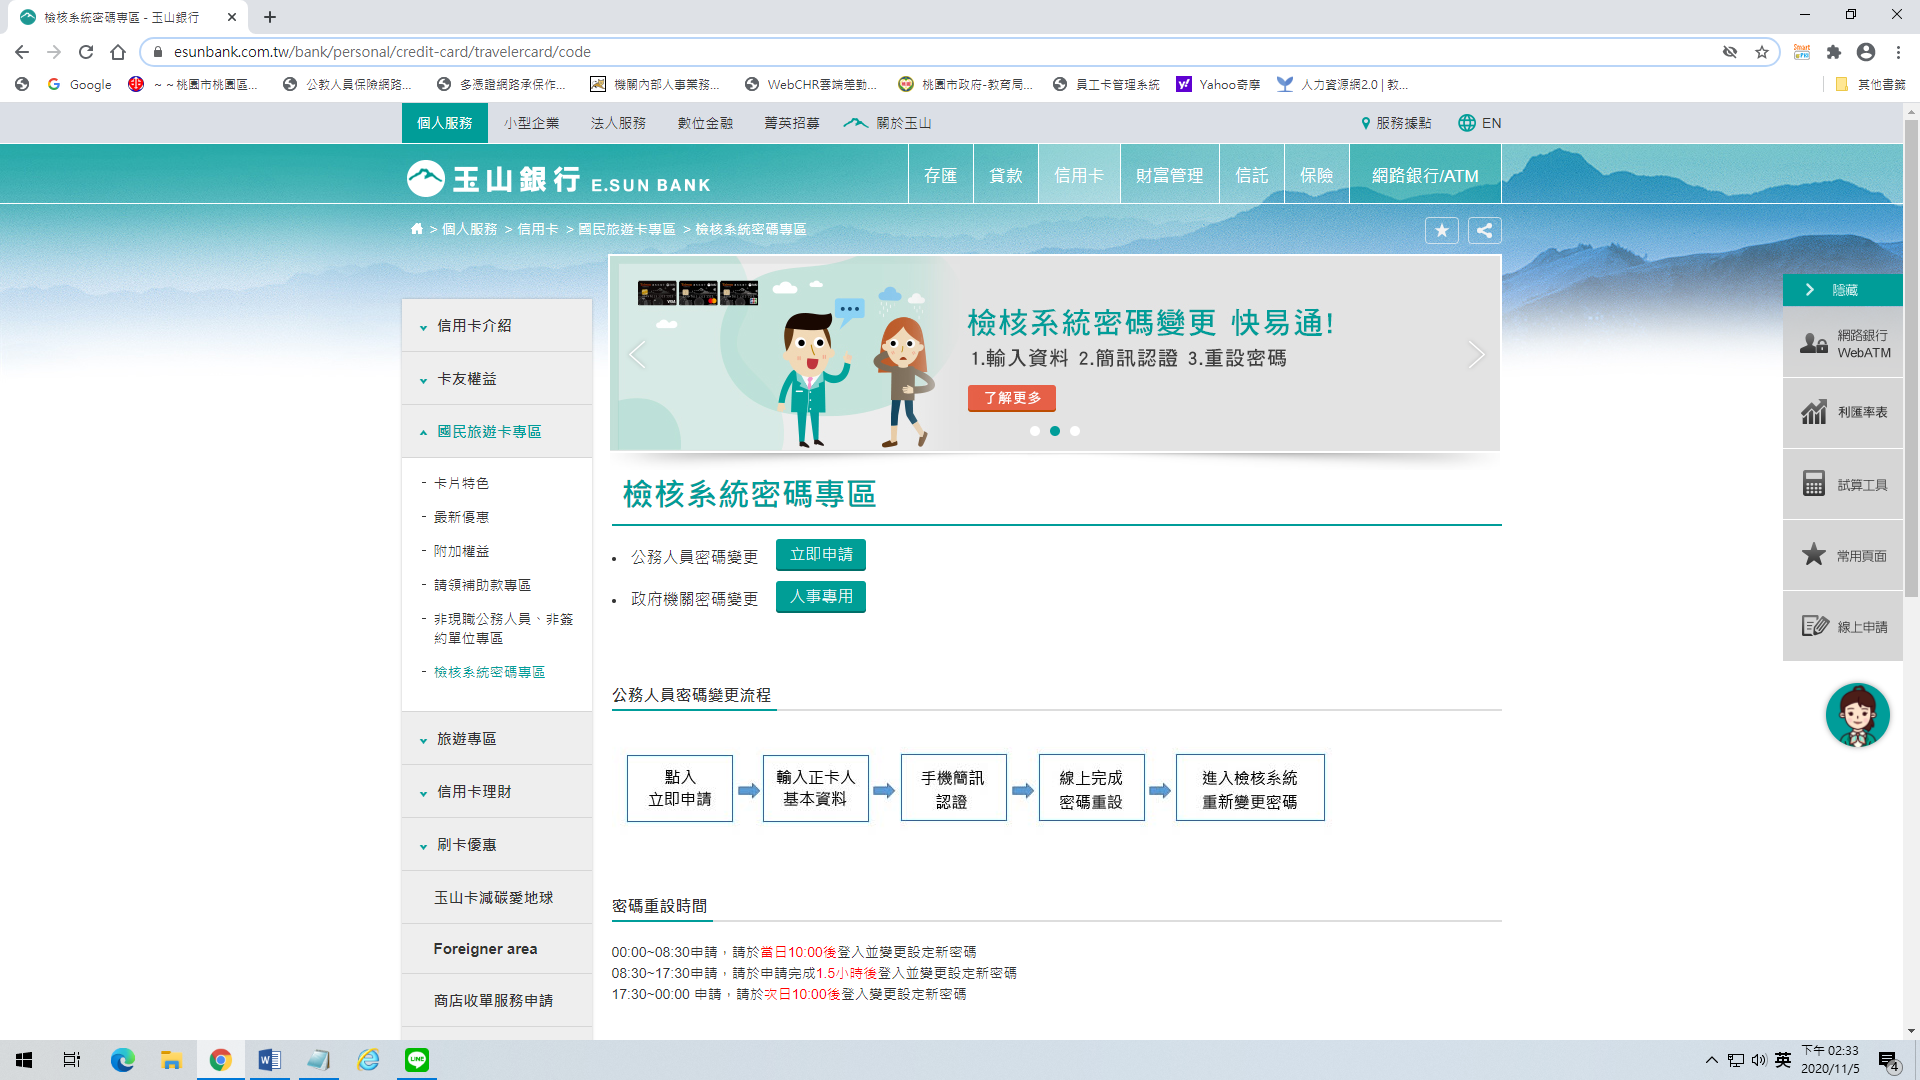 檢核系統密碼專區 - 玉山銀行
esunbank.com.tw/bank/personal/credit-card/travelercard/code
Google
~ ~桃園市桃園區...
公教人員保險網路...
多憑證網路承保作...
機關內部人事業務...
WebCHR雲端差勤...
桃園市政府-教育局...
員工卡管理系統
Yahoo奇摩
人力資源網2.0 | 教...
其他書籤
個人服務
小型企業
法人服務
數位金融
菁英招募
關於玉山
服務據點
EN
玉山銀行 E.SUN BANK
存匯
貸款
信用卡
財富管理
信託
保險
網路銀行/ATM
> 個人服務 > 信用卡 > 國民旅遊卡專區 > 檢核系統密碼專區
信用卡介紹
卡友權益
國民旅遊卡專區
- 卡片特色
- 最新優惠
- 附加權益
- 請領補助款專區
- 非現職公務人員、非簽
約單位專區
- 檢核系統密碼專區
旅遊專區
信用卡理財
刷卡優惠
玉山卡減碳愛地球
Foreigner area
商店收單服務申請
檢核系統密碼變更 快易通!
1.輸入資料 2.簡訊認證 3.重設密碼
了解更多
檢核系統密碼專區
• 公務人員密碼變更 立即申請
• 政府機關密碼變更 人事專用
公務人員密碼變更流程
點入
立即申請
輸入正卡人
基本資料
手機簡訊
認證
線上完成
密碼重設
進入檢核系統
重新變更密碼
密碼重設時間
00:00~08:30申請，請於當日10:00後登入並變更設定新密碼
08:30~17:30申請，請於申請完成1.5小時後登入並變更設定新密碼
17:30~00:00 申請，請於次日10:00後登入變更設定新密碼
隱藏
網路銀行
WebATM
利匯率表
試算工具
常用頁面
線上申請
英
下午 02:33
2020/11/5
4